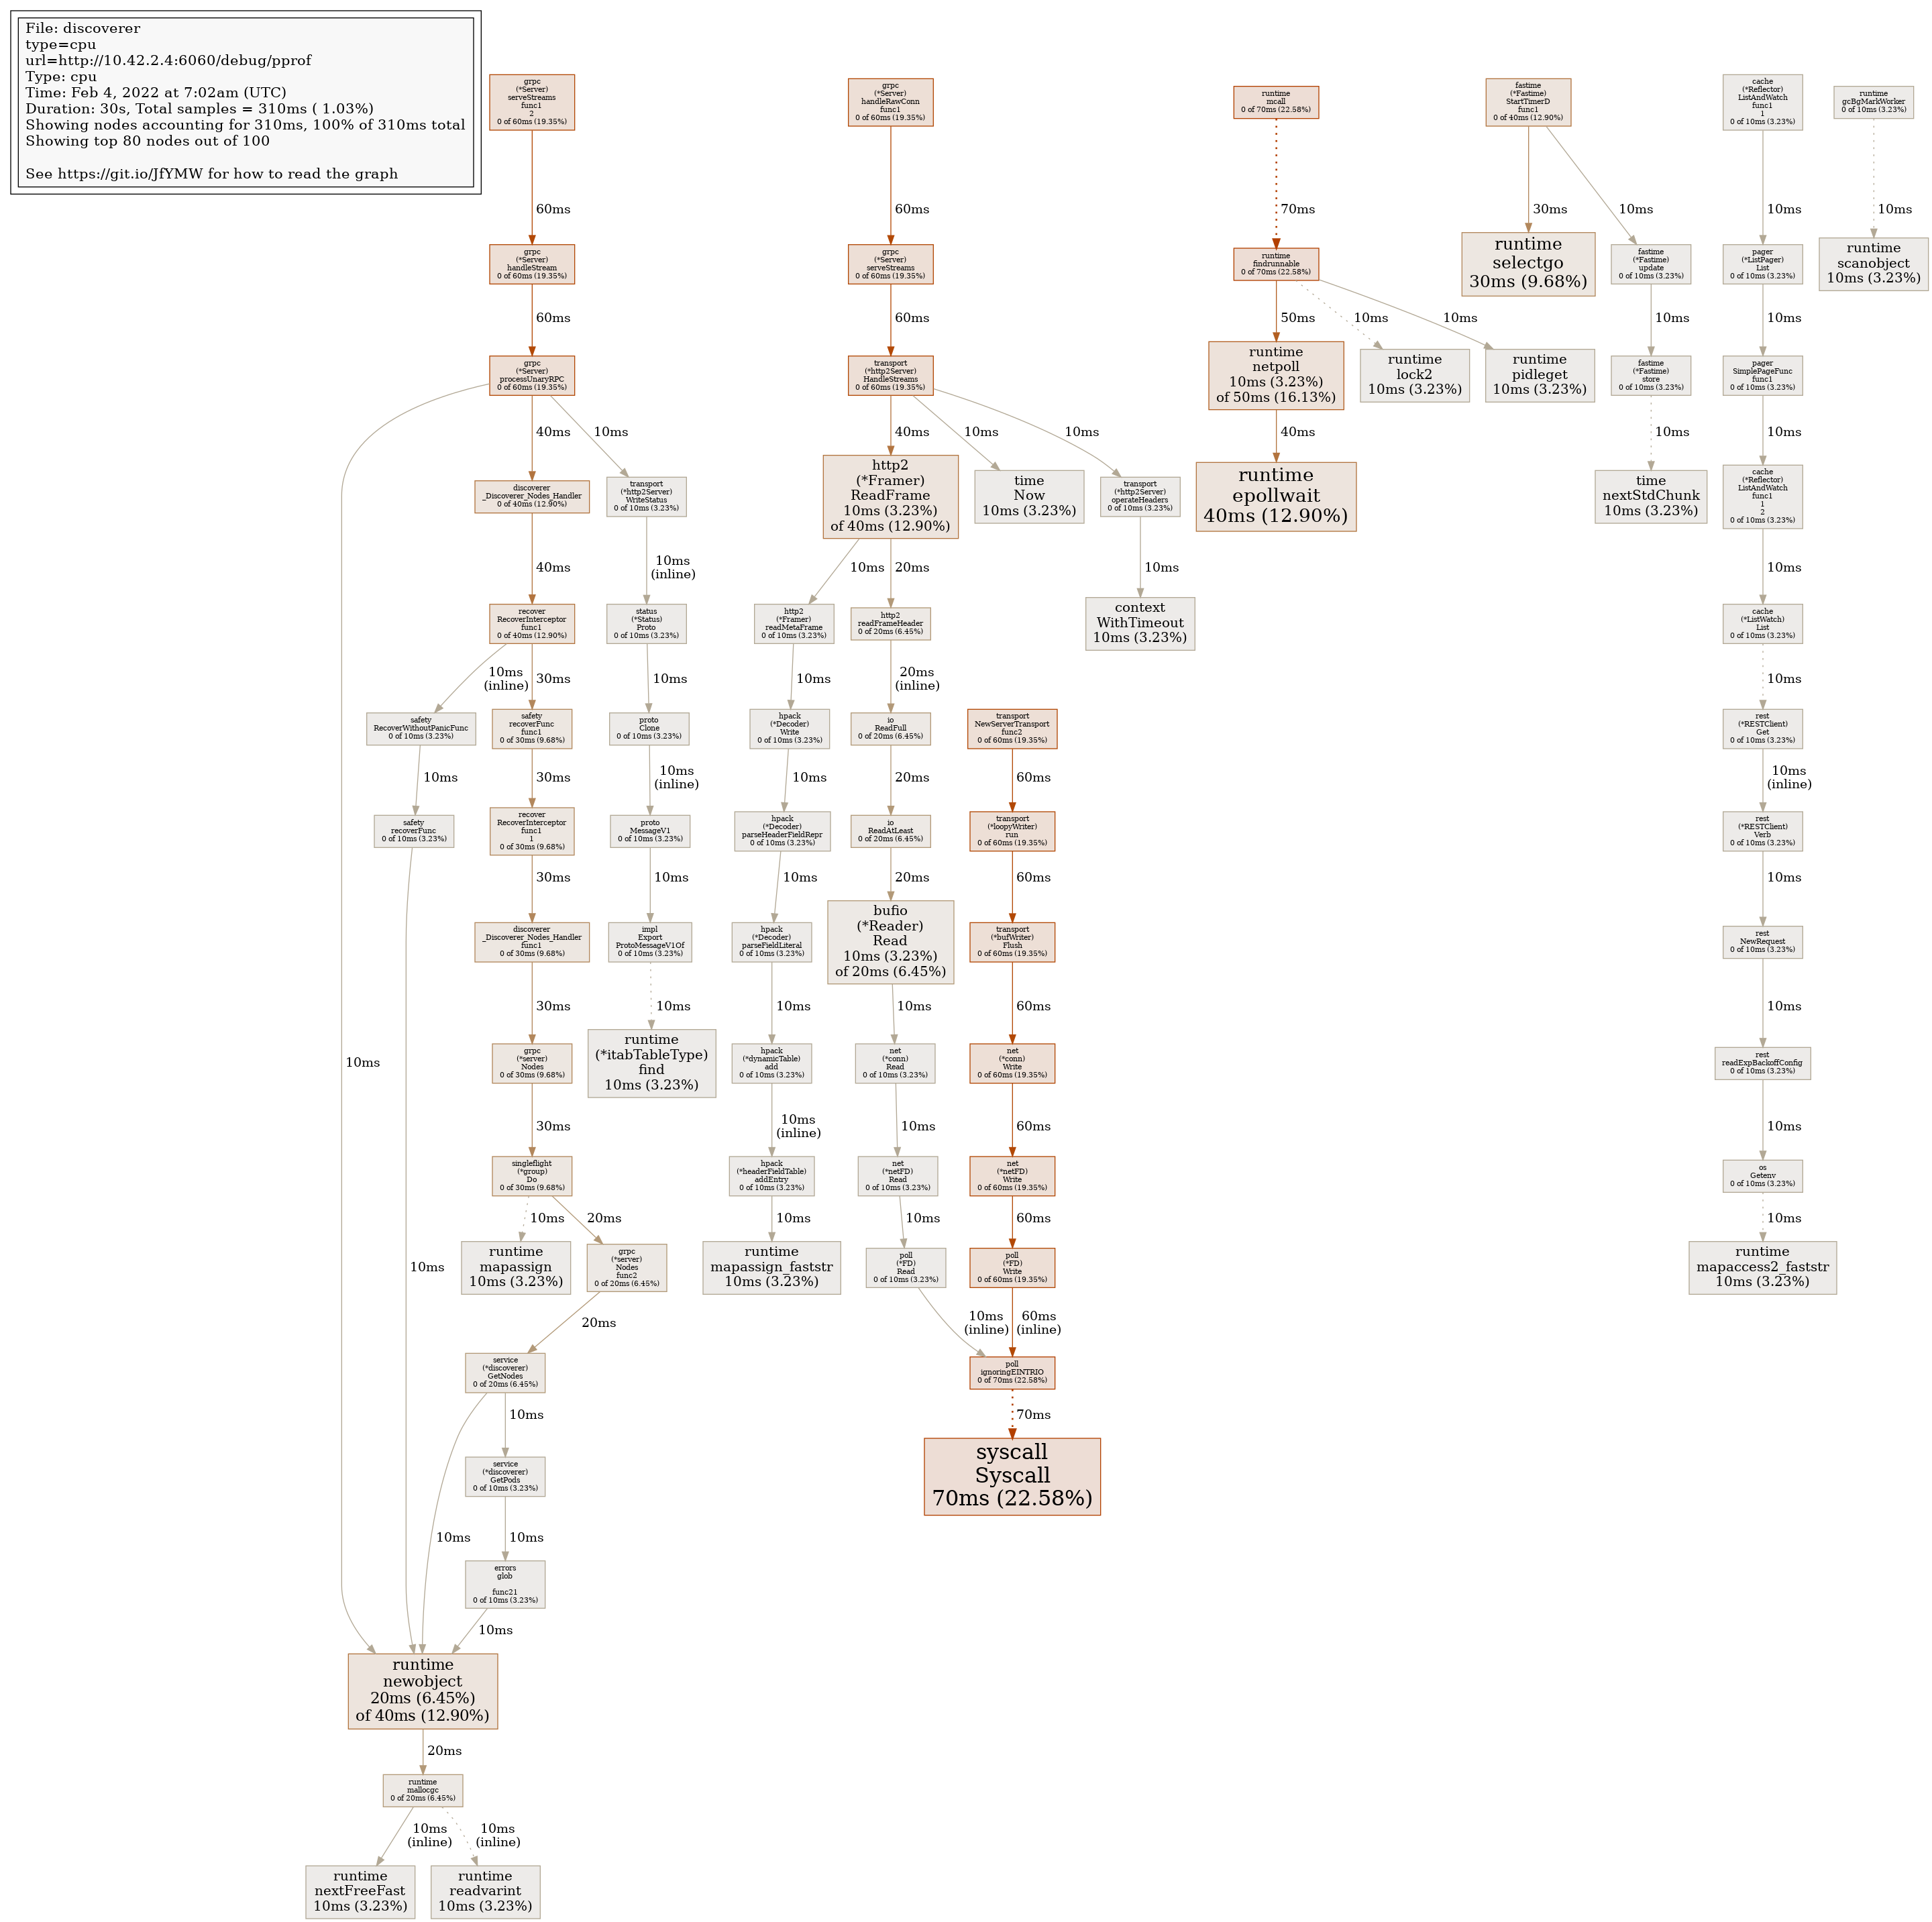 File: discoverer
type=cpu
url=http://10.42.2.4:6060/debug/pprof
Type: cpu
Time: Feb 4, 2022 at 7:02am (UTC)
Duration: 30s, Total samples = 310ms ( 1.03%)
Showing nodes accounting for 310ms, 100% of 310ms total
Showing top 80 nodes out of 100
See https://git.io/JfYMW for how to read the graph
grpc
(*Server)
serveStreams
func1
2
0 of 60ms (19.35%)
60ms
grpc
(*Server)
handleStream
0 of 60ms (19.35%)
60ms
grpc
(*Server)
processUnaryRPC
0 of 60ms (19.35%)
10ms
40ms
10ms
discoverer
_Discoverer_Nodes_Handler
0 of 40ms (12.90%)
40ms
transport
(*http2Server)
WriteStatus
0 of 10ms (3.23%)
10ms
(inline)
recover
RecoverInterceptor
func1
0 of 40ms (12.90%)
10ms
(inline)
30ms
status
(*Status)
Proto
0 of 10ms (3.23%)
10ms
safety
RecoverWithoutPanicFunc
0 of 10ms (3.23%)
10ms
safety
recoverFunc
func1
0 of 30ms (9.68%)
30ms
proto
Clone
0 of 10ms (3.23%)
10ms
(inline)
safety
recoverFunc
0 of 10ms (3.23%)
10ms
recover
RecoverInterceptor
func1
1
0 of 30ms (9.68%)
30ms
proto
MessageV1
0 of 10ms (3.23%)
10ms
discoverer
_Discoverer_Nodes_Handler
func1
0 of 30ms (9.68%)
30ms
impl
Export
ProtoMessageV1Of
0 of 10ms (3.23%)
10ms
grpc
(*server)
Nodes
0 of 30ms (9.68%)
30ms
runtime
(*itabTableType)
find
10ms (3.23%)
singleflight
(*group)
Do
0 of 30ms (9.68%)
10ms
20ms
runtime
mapassign
10ms (3.23%)
grpc
(*server)
Nodes
func2
0 of 20ms (6.45%)
20ms
service
(*discoverer)
GetNodes
0 of 20ms (6.45%)
10ms
10ms
service
(*discoverer)
GetPods
0 of 10ms (3.23%)
10ms
errors
glob
func21
0 of 10ms (3.23%)
10ms
runtime
newobject
20ms (6.45%)
of 40ms (12.90%)
20ms
runtime
mallocgc
0 of 20ms (6.45%)
10ms
(inline)
10ms
(inline)
runtime
nextFreeFast
10ms (3.23%)
runtime
readvarint
10ms (3.23%)
grpc
(*Server)
handleRawConn
func1
0 of 60ms (19.35%)
60ms
grpc
(*Server)
serveStreams
0 of 60ms (19.35%)
60ms
transport
(*http2Server)
HandleStreams
0 of 60ms (19.35%)
40ms
10ms
10ms
http2
(*Framer)
ReadFrame
10ms (3.23%)
of 40ms (12.90%)
10ms
20ms
time
Now
10ms (3.23%)
transport
(*http2Server)
operateHeaders
0 of 10ms (3.23%)
10ms
context
WithTimeout
10ms (3.23%)
http2
(*Framer)
readMetaFrame
0 of 10ms (3.23%)
10ms
http2
readFrameHeader
0 of 20ms (6.45%)
20ms
(inline)
hpack
(*Decoder)
Write
0 of 10ms (3.23%)
10ms
io
ReadFull
0 of 20ms (6.45%)
20ms
hpack
(*Decoder)
parseHeaderFieldRepr
0 of 10ms (3.23%)
10ms
io
ReadAtLeast
0 of 20ms (6.45%)
20ms
hpack
(*Decoder)
parseFieldLiteral
0 of 10ms (3.23%)
10ms
bufio
(*Reader)
Read
10ms (3.23%)
of 20ms (6.45%)
10ms
hpack
(*dynamicTable)
add
0 of 10ms (3.23%)
10ms
(inline)
net
(*conn)
Read
0 of 10ms (3.23%)
10ms
hpack
(*headerFieldTable)
addEntry
0 of 10ms (3.23%)
10ms
net
(*netFD)
Read
0 of 10ms (3.23%)
10ms
runtime
mapassign_faststr
10ms (3.23%)
poll
(*FD)
Read
0 of 10ms (3.23%)
10ms
(inline)
transport
NewServerTransport
func2
0 of 60ms (19.35%)
60ms
transport
(*loopyWriter)
run
0 of 60ms (19.35%)
60ms
transport
(*bufWriter)
Flush
0 of 60ms (19.35%)
60ms
net
(*conn)
Write
0 of 60ms (19.35%)
60ms
net
(*netFD)
Write
0 of 60ms (19.35%)
60ms
poll
(*FD)
Write
0 of 60ms (19.35%)
60ms
(inline)
poll
ignoringEINTRIO
0 of 70ms (22.58%)
70ms
syscall
Syscall
70ms (22.58%)
runtime
mcall
0 of 70ms (22.58%)
70ms
runtime
findrunnable
0 of 70ms (22.58%)
50ms
10ms
10ms
runtime
netpoll
10ms (3.23%)
of 50ms (16.13%)
40ms
runtime
lock2
10ms (3.23%)
runtime
pidleget
10ms (3.23%)
runtime
epollwait
40ms (12.90%)
fastime
(*Fastime)
StartTimerD
func1
0 of 40ms (12.90%)
30ms
10ms
runtime
selectgo
30ms (9.68%)
fastime
(*Fastime)
update
0 of 10ms (3.23%)
10ms
fastime
(*Fastime)
store
0 of 10ms (3.23%)
10ms
time
nextStdChunk
10ms (3.23%)
cache
(*Reflector)
ListAndWatch
func1
1
0 of 10ms (3.23%)
10ms
pager
(*ListPager)
List
0 of 10ms (3.23%)
10ms
pager
SimplePageFunc
func1
0 of 10ms (3.23%)
10ms
cache
(*Reflector)
ListAndWatch
func1
1
2
0 of 10ms (3.23%)
10ms
cache
(*ListWatch)
List
0 of 10ms (3.23%)
10ms
rest
(*RESTClient)
Get
0 of 10ms (3.23%)
10ms
(inline)
rest
(*RESTClient)
Verb
0 of 10ms (3.23%)
10ms
rest
NewRequest
0 of 10ms (3.23%)
10ms
rest
readExpBackoffConfig
0 of 10ms (3.23%)
10ms
os
Getenv
0 of 10ms (3.23%)
10ms
runtime
mapaccess2_faststr
10ms (3.23%)
runtime
gcBgMarkWorker
0 of 10ms (3.23%)
10ms
runtime
scanobject
10ms (3.23%)